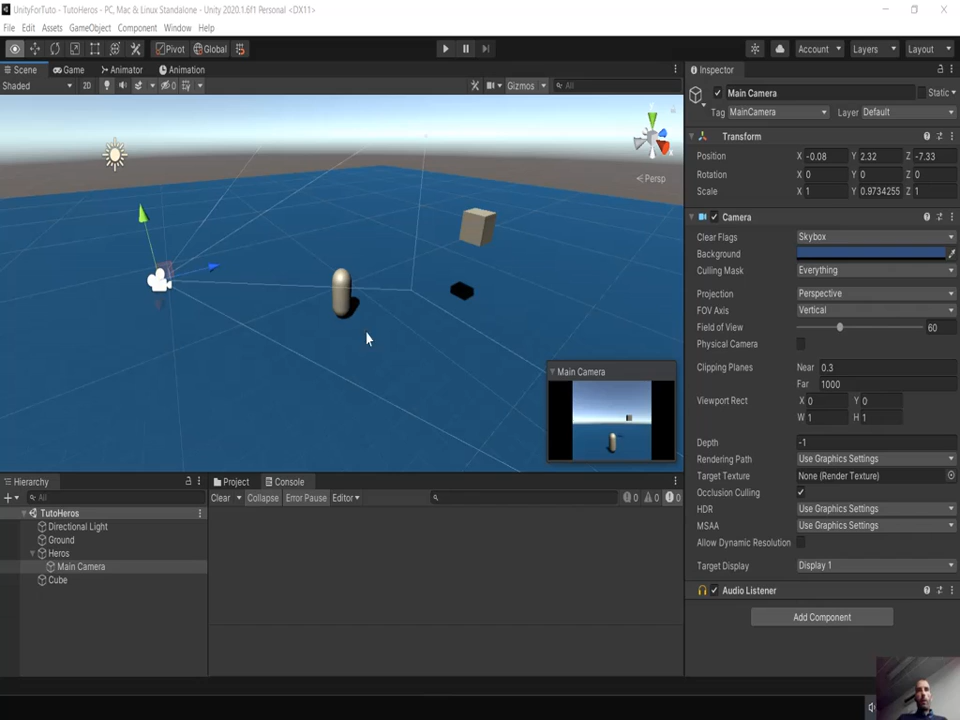 UnityForTuto - TutoHeros - PC, Mac & Linux Standalone - Unity 2020.1.6f1 Personal <DX11>
File Edit Assets GameObject Component Window Help
Pivot Global Account Layers Layout
Scene Game Animator Animation
Shaded 2D 0 Gizmos All
Persp
Main Camera
Hierarchy
All
TutoHeros
Directional Light
Ground
Heros
Main Camera
Cube
Project Console
Clear Collapse Error Pause Editor 0 0 0
Inspector
Main Camera Static
Tag MainCamera Layer Default
Transform
Position X -0.08 Y 2.32 Z -7.33
Rotation X 0 Y 0 Z 0
Scale X 1 Y 0.9734255 Z 1
Camera
Clear Flags Skybox
Background
Culling Mask Everything
Projection Perspective
FOV Axis Vertical
Field of View 60
Physical Camera
Clipping Planes Near 0.3
Far 1000
Viewport Rect X 0 Y 0
W 1 H 1
Depth -1
Rendering Path Use Graphics Settings
Target Texture None (Render Texture)
Occlusion Culling
HDR Use Graphics Settings
MSAA Use Graphics Settings
Allow Dynamic Resolution
Target Display Display 1
Audio Listener
Add Component